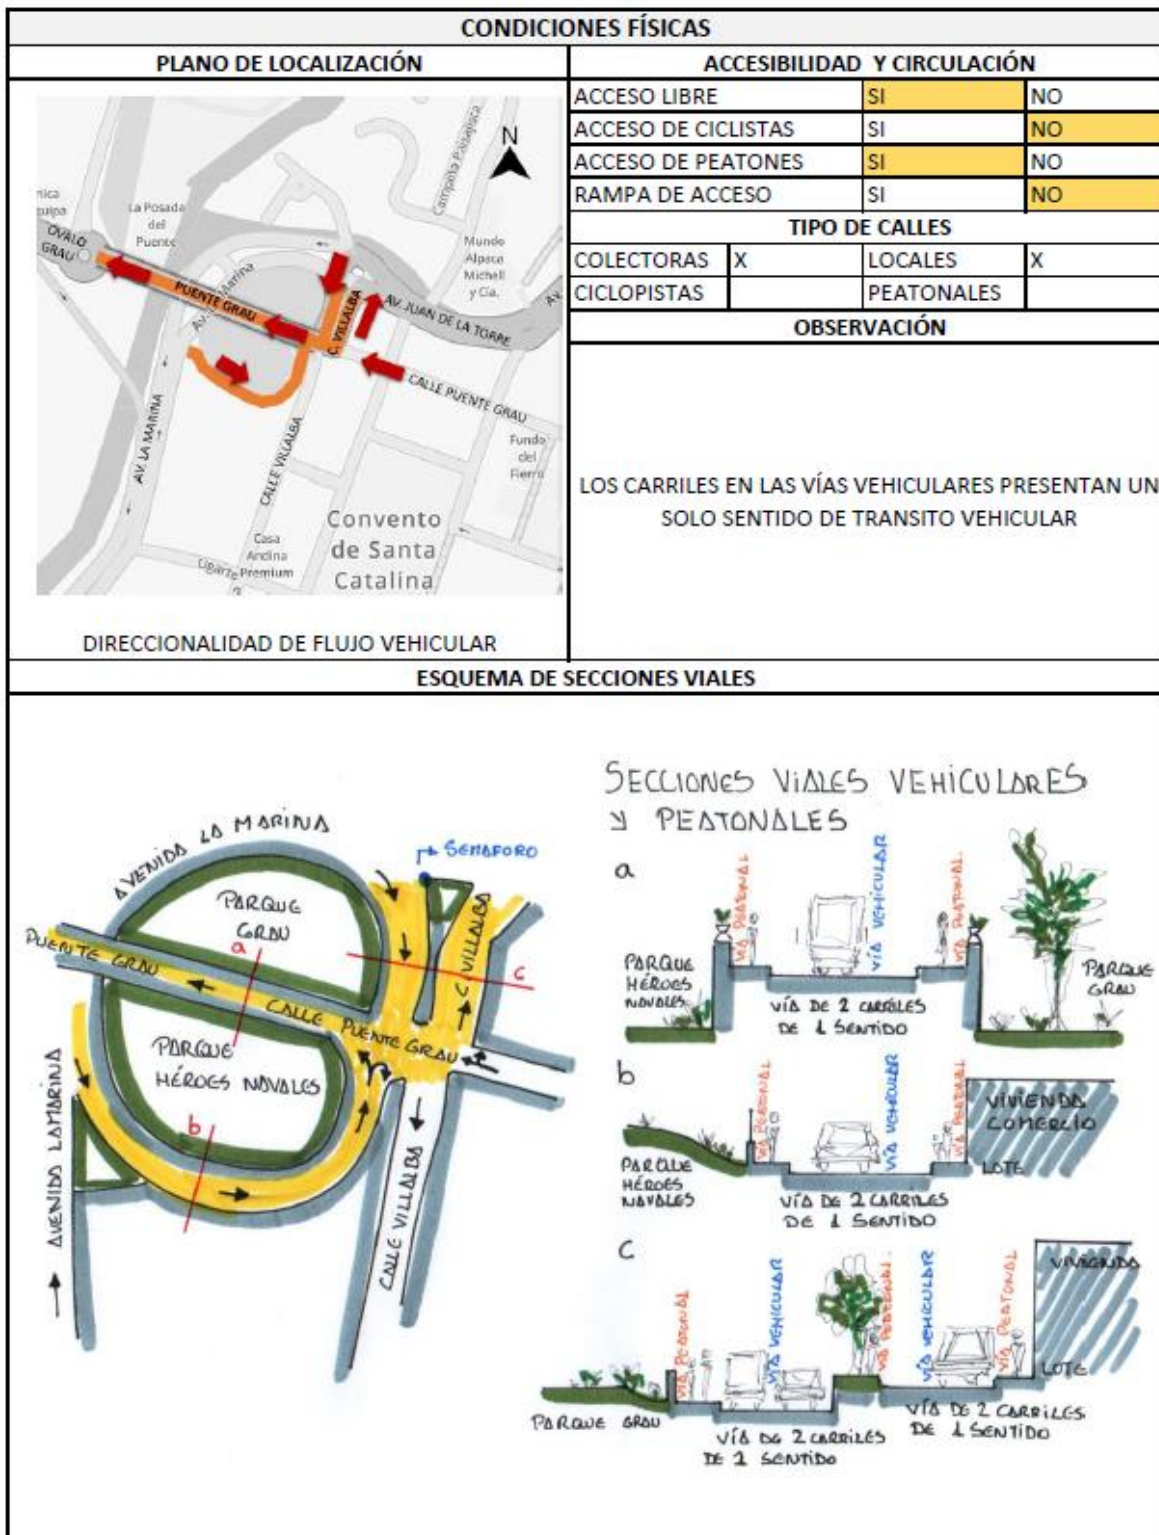 CONDICIONES FÍSICAS
PLANO DE LOCALIZACIÓN
ACCESIBILIDAD Y CIRCULACIÓN
ACCESO LIBRE SI NO
ACCESO DE CICLISTAS SI NO
ACCESO DE PEATONES SI NO
RAMPA DE ACCESO SI NO
TIPO DE CALLES
COLECTORAS X LOCALES X
CICLOPISTAS PEATONALES
OBSERVACIÓN
LOS CARRILES EN LAS VÍAS VEHICULARES PRESENTAN UN
SOLO SENTIDO DE TRANSITO VEHICULAR
N
Campiña Paisajica
nica
quipa
La Posada
del
Puente
OVALO
GRAU
Mundo
Alpaca
Michell
y Cia.
PUENTE GRAU
C. VILLALBA
AV. JUAN DE LA TORRE
Av.
CALLE PUENTE GRAU
AV. LA MARINA
CALLE VILLALBA
Fundo
del
Fierro
Convento
de Santa
Catalina
Casa
Andina
Premium
Ugarte
DIRECCIONALIDAD DE FLUJO VEHICULAR
ESQUEMA DE SECCIONES VIALES
AVENIDA LA MARINA
SEMAFORO
PARQUE
GRAU
a
PUENTE GRAU
C VILLALBA
c
CALLE PUENTE GRAU
PARQUE
HÉROES NAVALES
b
AVENIDA LAMARINA
CALLE VILLALBA
SECCIONES VIALES VEHICULARES
Y PEATONALES
a
VÍA PEATONAL
VÍA VEHICULAR
VÍA PEATONAL.
PARQUE
HÉROES
NAVALES
VÍA DE 2 CARRILES
DE 1 SENTIDO
PARQUE
GRAU
b
VÍA PEATONAL
VÍA VEHICULAR
VÍA PEATONAL
VIVIENDA
COMERCIO
LOTE
PARQUE
HÉROES
NAVALES
VÍA DE 2 CARRILES
DE 1 SENTIDO
c
VÍA PEATONAL
VÍA VEHICULAR
VÍA PEATONAL.
VÍA VEHICULAR
VÍA PEATONAL
VIVIENDA
LOTE
PARQUE GRAU
VÍA DE 2 CARRILES
DE 1 SENTIDO
VÍA DE 2 CARRILES
DE 1 SENTIDO